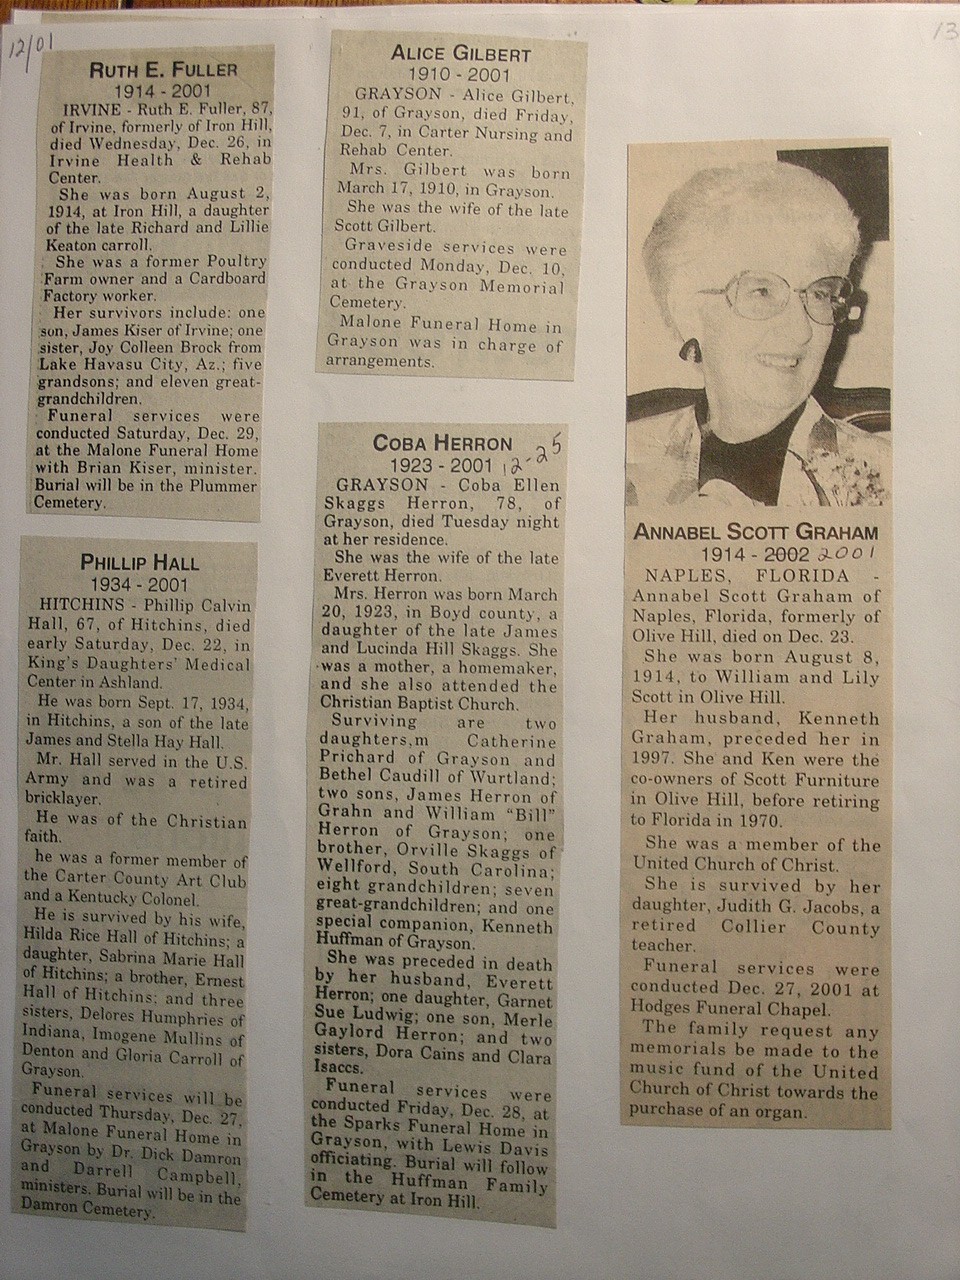 12/01
13
RUTH E. FULLER
1914 - 2001
IRVINE - Ruth E. Fuller, 87,
of Irvine, formerly of Iron Hill,
died Wednesday, Dec. 26, in
Irvine Health & Rehab
Center.
She was born August 2,
1914, at Iron Hill, a daughter
of the late Richard and Lillie
Keaton carroll.
She was a former Poultry
Farm owner and a Cardboard
Factory worker.
Her survivors include: one
son, James Kiser of Irvine; one
sister, Joy Colleen Brock from
Lake Havasu City, Az.; five
grandsons; and eleven great-
grandchildren.
Funeral services were
conducted Saturday, Dec. 29,
at the Malone Funeral Home
with Brian Kiser, minister.
Burial will be in the Plummer
Cemetery.
PHILLIP HALL
1934 - 2001
HITCHINS - Phillip Calvin
Hall, 67, of Hitchins, died
early Saturday, Dec. 22, in
King's Daughters' Medical
Center in Ashland.
He was born Sept. 17, 1934,
in Hitchins, a son of the late
James and Stella Hay Hall.
Mr. Hall served in the U.S.
Army and was a retired
bricklayer.
He was of the Christian
faith.
he was a former member of
the Carter County Art Club
and a Kentucky Colonel.
He is survived by his wife,
Hilda Rice Hall of Hitchins; a
daughter, Sabrina Marie Hall
of Hitchins; a brother, Ernest
Hall of Hitchins; and three
sisters, Delores Humphries of
Indiana, Imogene Mullins of
Denton and Gloria Carroll of
Grayson.
Funeral services will be
conducted Thursday, Dec. 27,
at Malone Funeral Home in
Grayson by Dr. Dick Damron
and Darrell Campbell,
ministers. Burial will be in the
Damron Cemetery.
ALICE GILBERT
1910 - 2001
GRAYSON - Alice Gilbert,
91, of Grayson, died Friday,
Dec. 7, in Carter Nursing and
Rehab Center.
Mrs. Gilbert was born
March 17, 1910, in Grayson.
She was the wife of the late
Scott Gilbert.
Graveside services were
conducted Monday, Dec. 10,
at the Grayson Memorial
Cemetery.
Malone Funeral Home in
Grayson was in charge of
arrangements.
COBA HERRON
1923 - 2001 12-25
GRAYSON - Coba Ellen
Skaggs Herron, 78, of
Grayson, died Tuesday night
at her residence.
She was the wife of the late
Everett Herron.
Mrs. Herron was born March
20, 1923, in Boyd county, a
daughter of the late James
and Lucinda Hill Skaggs. She
was a mother, a homemaker,
and she also attended the
Christian Baptist Church.
Surviving are two
daughters,m Catherine
Prichard of Grayson and
Bethel Caudill of Wurtland;
two sons, James Herron of
Grahn and William "Bill"
Herron of Grayson; one
brother, Orville Skaggs of
Wellford, South Carolina;
eight grandchildren; seven
great-grandchildren; and one
special companion, Kenneth
Huffman of Grayson.
She was preceded in death
by her husband, Everett
Herron; one daughter, Garnet
Sue Ludwig; one son, Merle
Gaylord Herron; and two
sisters, Dora Cains and Clara
Isaccs.
Funeral services were
conducted Friday, Dec. 28, at
the Sparks Funeral Home in
Grayson, with Lewis Davis
officiating. Burial will follow
in the Huffman Family
Cemetery at Iron Hill.
ANNABEL SCOTT GRAHAM
1914 - 2002 2001
NAPLES, FLORIDA -
Annabel Scott Graham of
Naples, Florida, formerly of
Olive Hill, died on Dec. 23.
She was born August 8,
1914, to William and Lily
Scott in Olive Hill.
Her husband, Kenneth
Graham, preceded her in
1997. She and Ken were the
co-owners of Scott Furniture
in Olive Hill, before retiring
to Florida in 1970.
She was a member of the
United Church of Christ.
She is survived by her
daughter, Judith G. Jacobs, a
retired Collier County
teacher.
Funeral services were
conducted Dec. 27, 2001 at
Hodges Funeral Chapel.
The family request any
memorials be made to the
music fund of the United
Church of Christ towards the
purchase of an organ.